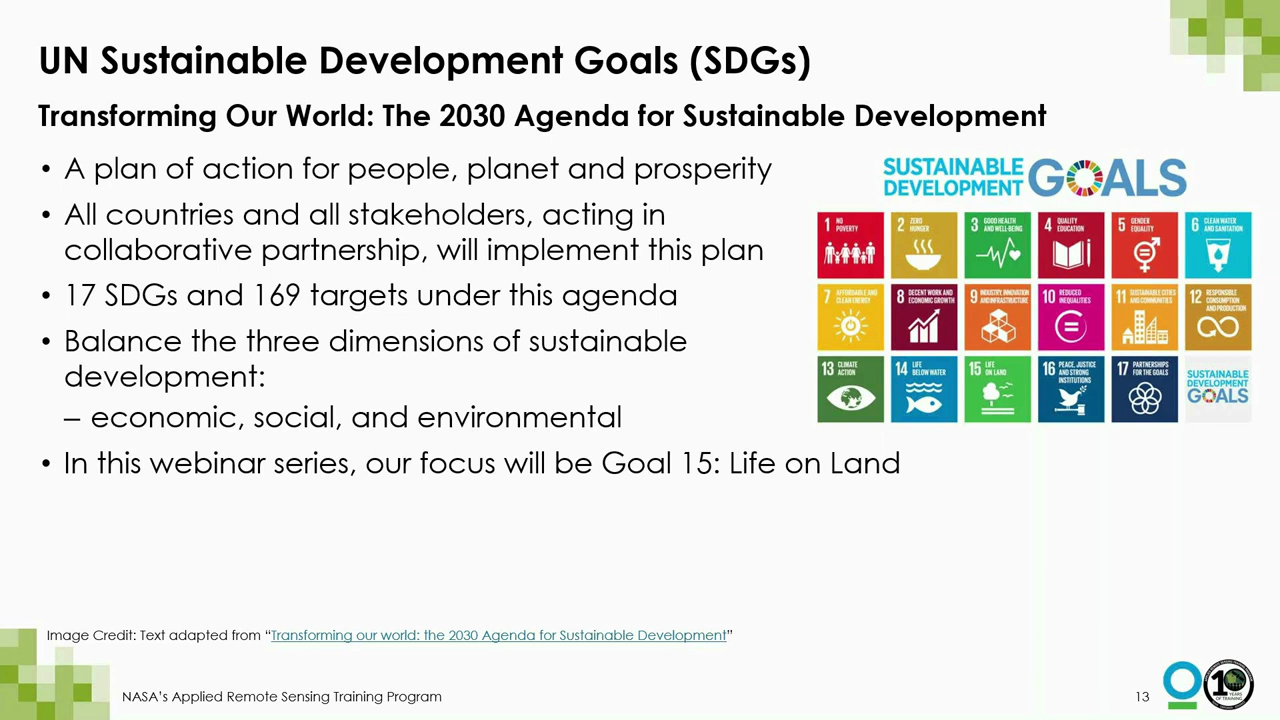 UN Sustainable Development Goals (SDGs)
Transforming Our World: The 2030 Agenda for Sustainable Development
• A plan of action for people, planet and prosperity
• All countries and all stakeholders, acting in
collaborative partnership, will implement this plan
• 17 SDGs and 169 targets under this agenda
• Balance the three dimensions of sustainable
development:
– economic, social, and environmental
• In this webinar series, our focus will be Goal 15: Life on Land
SUSTAINABLE
DEVELOPMENT GOALS
1 NO
POVERTY
2 ZERO
HUNGER
3 GOOD HEALTH
AND WELL-BEING
4 QUALITY
EDUCATION
5 GENDER
EQUALITY
6 CLEAN WATER
AND SANITATION
7 AFFORDABLE AND
CLEAN ENERGY
8 DECENT WORK AND
ECONOMIC GROWTH
9 INDUSTRY, INNOVATION
AND INFRASTRUCTURE
10 REDUCED
INEQUALITIES
11 SUSTAINABLE CITIES
AND COMMUNITIES
12 RESPONSIBLE
CONSUMPTION
AND PRODUCTION
13 CLIMATE
ACTION
14 LIFE
BELOW WATER
15 LIFE
ON LAND
16 PEACE, JUSTICE
AND STRONG
INSTITUTIONS
17 PARTNERSHIPS
FOR THE GOALS
SUSTAINABLE
DEVELOPMENT
GOALS
Image Credit: Text adapted from “Transforming our world: the 2030 Agenda for Sustainable Development”
NASA’s Applied Remote Sensing Training Program
13
10
YEARS
OF TRAINING